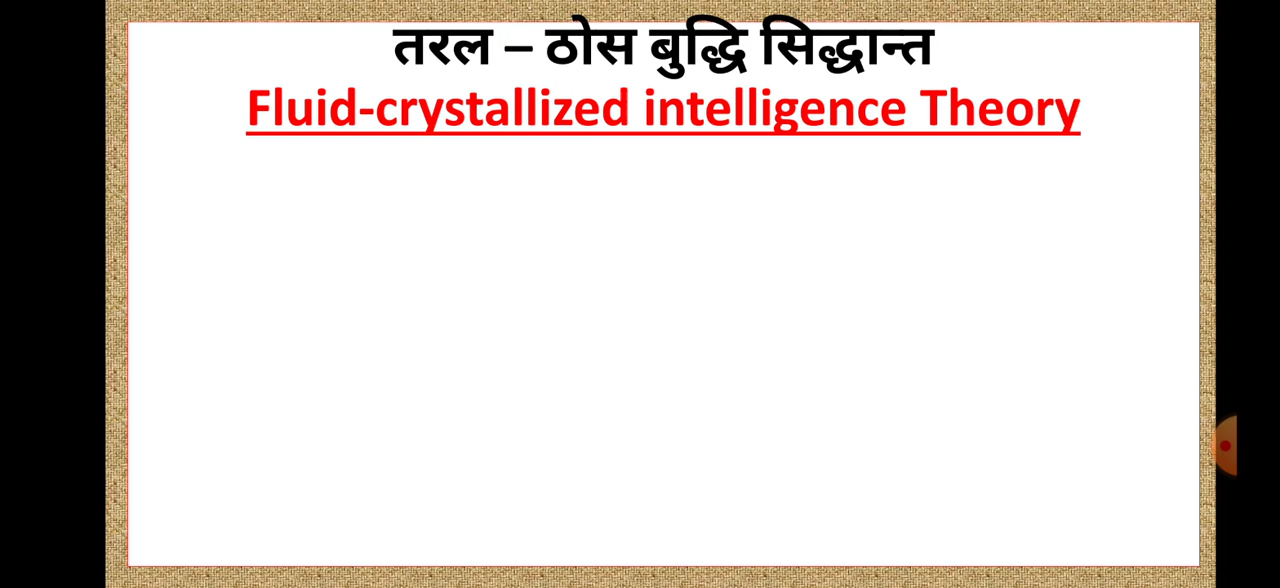 तरल – ठोस बुद्धि सिद्धान्त
Fluid-crystallized intelligence Theory